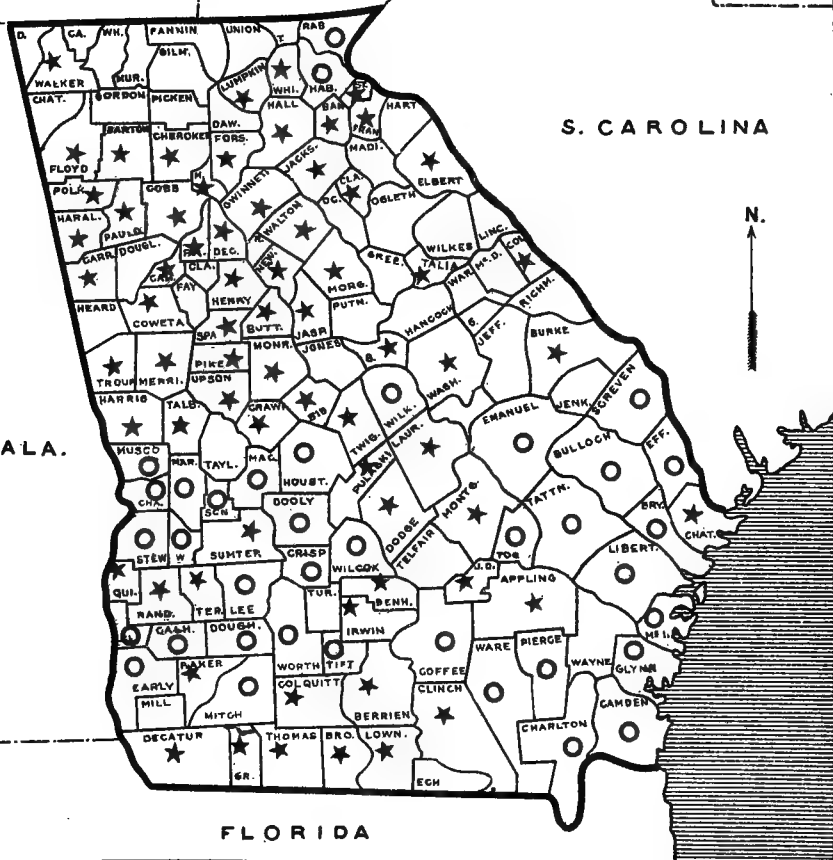 D. CA. WH. FANNIN UNION T. RAB
GILM.
WALKER MUR. LUMPKIN WHI. HAB. ST.
CHAT. GORDON PICKEN DAW. HALL BAN FRAN. HART
BARTOW CHEROKEE FORS. MADI.
FLOYD JACKS. ELBERT
POLK COBB GWINNETT CLA. OC. OGLETH
HARAL. PAULD. WALTON WILKES LINC.
CARR. DOUGL. DEC. NEW. GREE. TALIA. WAR. McD. COL.
CAM. CLA. MORG.
FAY
HEARD HENRY PUTN. HANCOCK G. RICHM.
COWETA SPA BUTT. JASR JEFF. BURKE
PIKE MONR. JONES B.
TROUP MERRI. UPSON WASH.
HARRIS TALB. CRAWF. BIB WILK. EMANUEL JENK. SCREVEN
TWIG. LAUR.
MUSCO MAR. TAYL. MAC. HOUST. PULASKI BULLOCH EFF.
CHA. SCH. DOOLY MONTG. TATTN. BRY. CHAT.
STEW W SUMTER CRISP WILCOX DODGE TELFAIR TOO LIBERT.
QUI. RAND. TER. LEE TUR. BENH. J.D. APPLING
IRWIN
CASH. DOUGH. McI.
EARLY BAKER WORTH TIFT COFFEE WARE PIERCE WAYNE GLYNN
MILL MITCH COLQUITT BERRIEN CLINCH CHARLTON CAMDEN
DECATUR GR. THOMAS BRO. LOWN. ECH
S. CAROLINA
N.
ALA.
FLORIDA